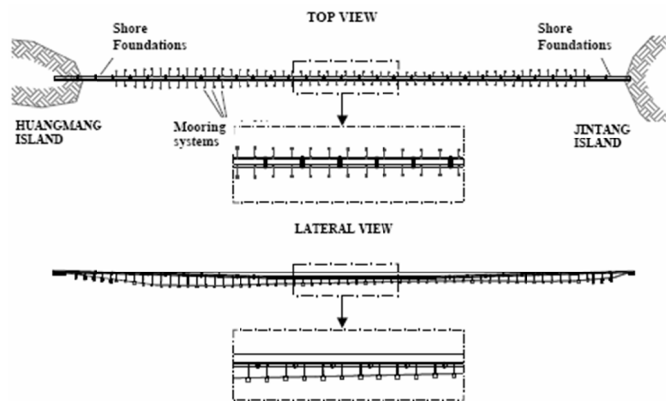 TOP VIEW
Shore
Foundations
Shore
Foundations
HUANGMANG
ISLAND
Mooring
systems
JINTANG
ISLAND
LATERAL VIEW